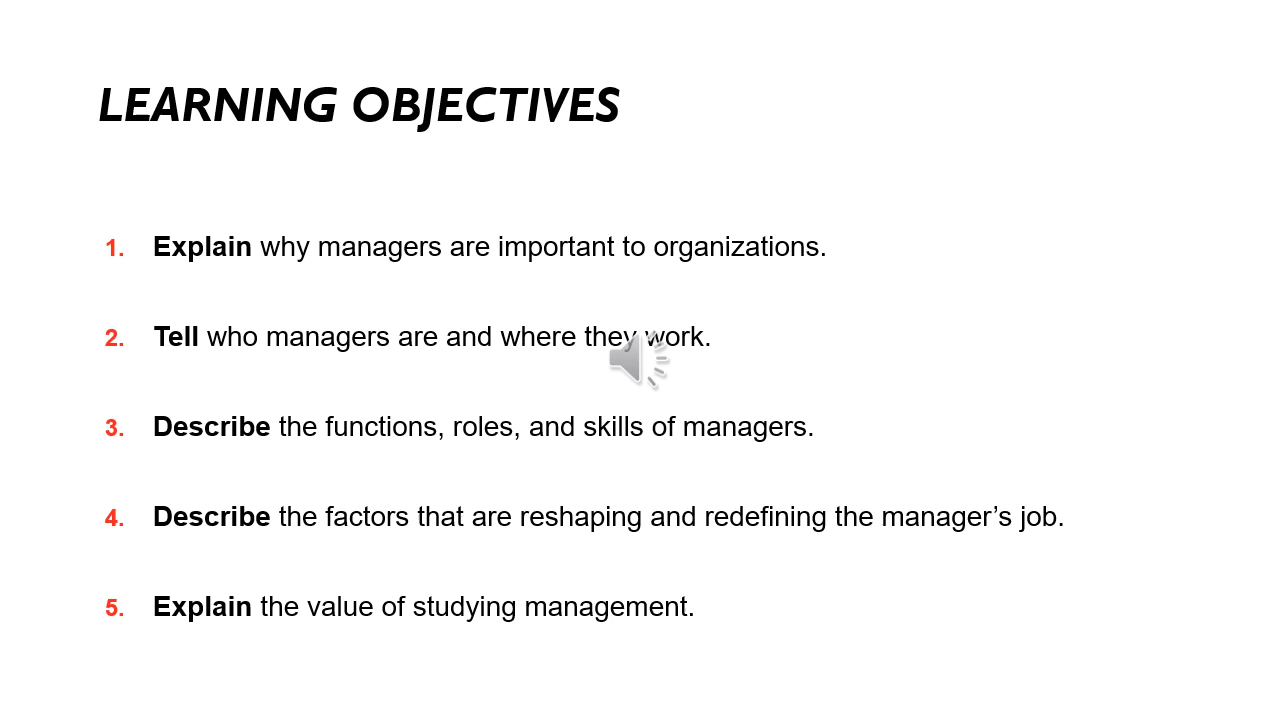 LEARNING OBJECTIVES
1. Explain why managers are important to organizations.
2. Tell who managers are and where they work.
3. Describe the functions, roles, and skills of managers.
4. Describe the factors that are reshaping and redefining the manager’s job.
5. Explain the value of studying management.